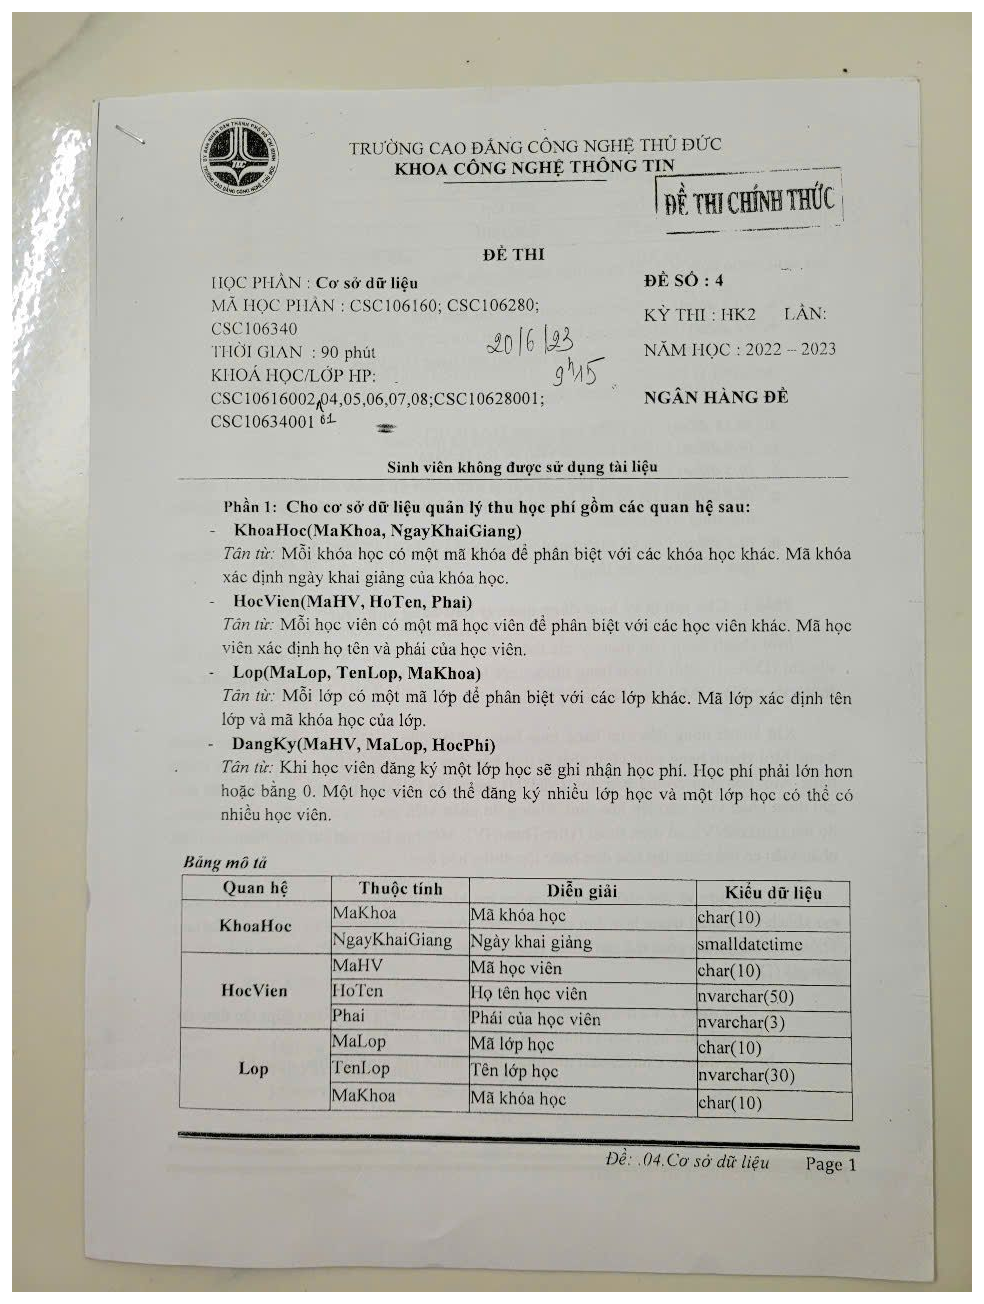 TRƯỜNG CAO ĐẲNG CÔNG NGHỆ THỦ ĐỨC
KHOA CÔNG NGHỆ THÔNG TIN
ĐỀ THI CHÍNH THỨC
ĐỀ THI
HỌC PHẦN : Cơ sở dữ liệu
MÃ HỌC PHẦN : CSC106160; CSC106280;
CSC106340
THỜI GIAN : 90 phút
KHOÁ HỌC/LỚP HP:
CSC10616002,04,05,06,07,08;CSC10628001;
CSC10634001 01
20/6/23
9h15
ĐỀ SỐ : 4
KỲ THI : HK2 LẦN:
NĂM HỌC : 2022 – 2023
NGÂN HÀNG ĐỀ
Sinh viên không được sử dụng tài liệu
Phần 1: Cho cơ sở dữ liệu quản lý thu học phí gồm các quan hệ sau:
- KhoaHoc(MaKhoa, NgayKhaiGiang)
Tân từ: Mỗi khóa học có một mã khóa để phân biệt với các khóa học khác. Mã khóa
xác định ngày khai giảng của khóa học.
- HocVien(MaHV, HoTen, Phai)
Tân từ: Mỗi học viên có một mã học viên để phân biệt với các học viên khác. Mã học
viên xác định họ tên và phái của học viên.
- Lop(MaLop, TenLop, MaKhoa)
Tân từ: Mỗi lớp có một mã lớp để phân biệt với các lớp khác. Mã lớp xác định tên
lớp và mã khóa học của lớp.
- DangKy(MaHV, MaLop, HocPhi)
Tân từ: Khi học viên đăng ký một lớp học sẽ ghi nhận học phí. Học phí phải lớn hơn
hoặc bằng 0. Một học viên có thể đăng ký nhiều lớp học và một lớp học có thể có
nhiều học viên.
Bảng mô tả
Quan hệ Thuộc tính Diễn giải Kiểu dữ liệu
KhoaHoc MaKhoa Mã khóa học char(10)
NgayKhaiGiang Ngày khai giảng smalldatetime
HocVien MaHV Mã học viên char(10)
HoTen Họ tên học viên nvarchar(50)
Phai Phái của học viên nvarchar(3)
Lop MaLop Mã lớp học char(10)
TenLop Tên lớp học nvarchar(30)
MaKhoa Mã khóa học char(10)
Đề: .04.Cơ sở dữ liệu Page 1